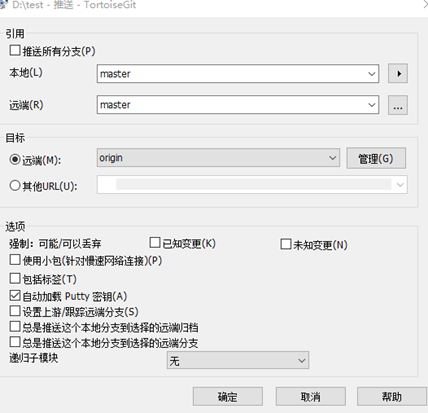 D:\test - 推送 - TortoiseGit
引用
推送所有分支(P)
本地(L) master
远端(R) master ...
目标
远端(M): origin 管理(G)
其他URL(U):
选项
强制: 可能/可以丢弃 已知变更(K) 未知变更(N)
使用小包(针对慢速网络连接)(P)
包括标签(T)
自动加载 Putty 密钥(A)
设置上游/跟踪远端分支(S)
总是推送这个本地分支到选择的远端归档
总是推送这个本地分支到选择的远端分支
递归子模块 无
确定 取消 帮助